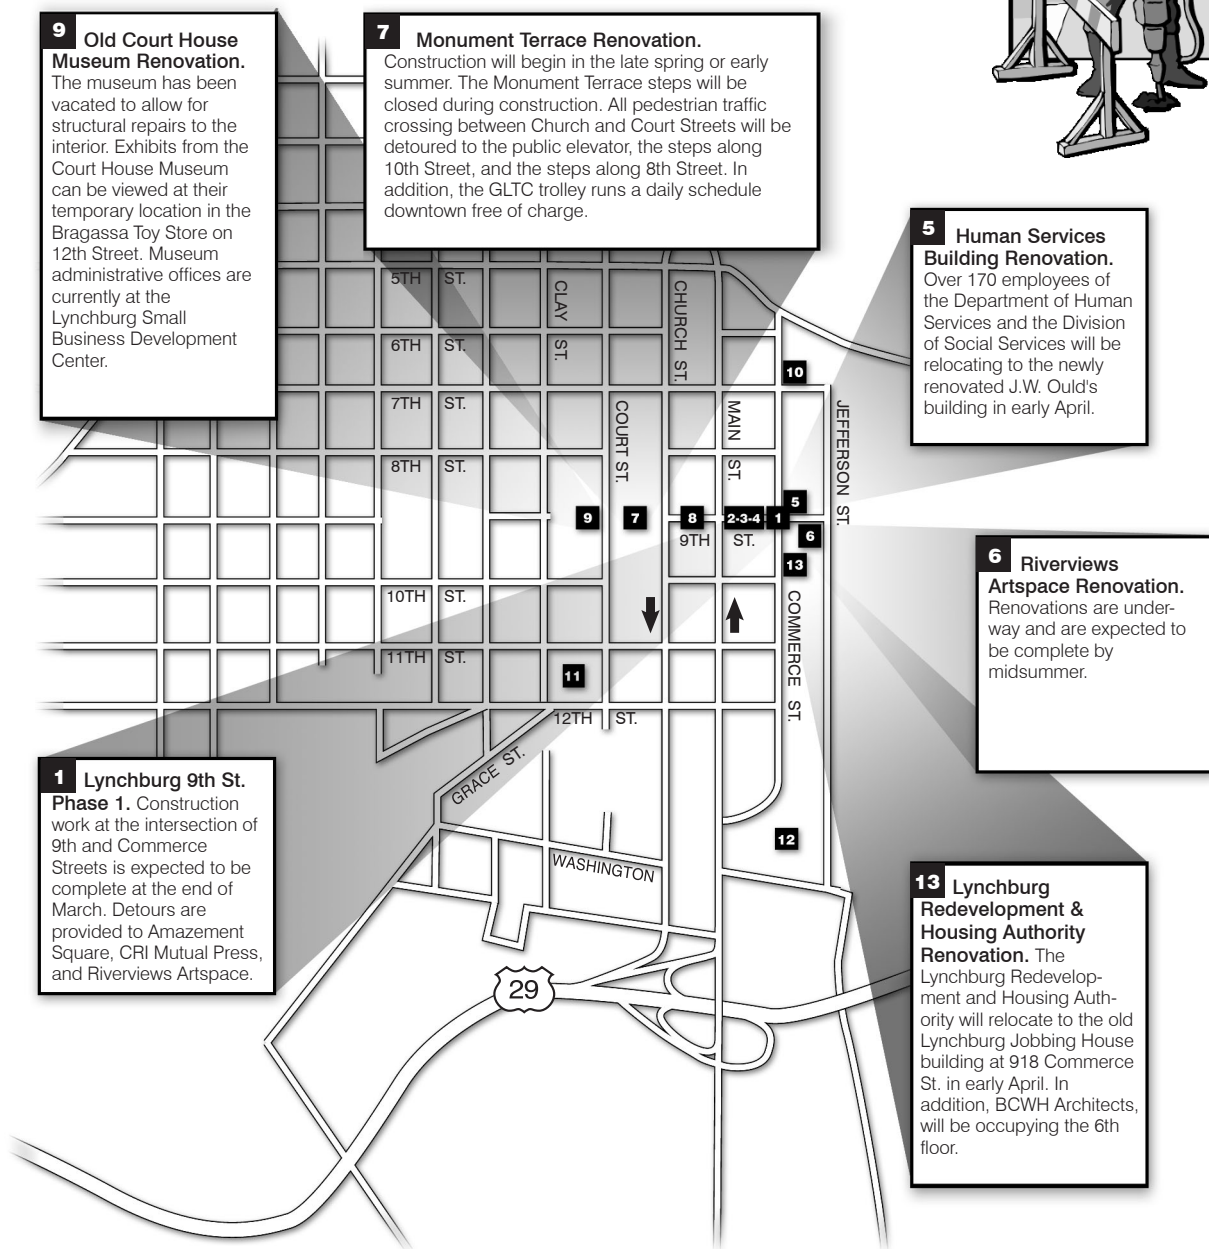 9 Old Court House
Museum Renovation.
The museum has been
vacated to allow for
structural repairs to the
interior. Exhibits from the
Court House Museum
can be viewed at their
temporary location in the
Bragassa Toy Store on
12th Street. Museum
administrative offices are
currently at the
Lynchburg Small
Business Development
Center.
7 Monument Terrace Renovation.
Construction will begin in the late spring or early
summer. The Monument Terrace steps will be
closed during construction. All pedestrian traffic
crossing between Church and Court Streets will be
detoured to the public elevator, the steps along
10th Street, and the steps along 8th Street. In
addition, the GLTC trolley runs a daily schedule
downtown free of charge.
5 Human Services
Building Renovation.
Over 170 employees of
the Department of Human
Services and the Division
of Social Services will be
relocating to the newly
renovated J.W. Ould's
building in early April.
6 Riverviews
Artspace Renovation.
Renovations are under-
way and are expected to
be complete by
midsummer.
1 Lynchburg 9th St.
Phase 1. Construction
work at the intersection of
9th and Commerce
Streets is expected to be
complete at the end of
March. Detours are
provided to Amazement
Square, CRI Mutual Press,
and Riverviews Artspace.
13 Lynchburg
Redevelopment &
Housing Authority
Renovation. The
Lynchburg Redevelop-
ment and Housing Auth-
ority will relocate to the old
Lynchburg Jobbing House
building at 918 Commerce
St. in early April. In
addition, BCWH Architects,
will be occupying the 6th
floor.
5TH ST.
6TH ST.
7TH ST.
8TH ST.
9TH ST.
10TH ST.
11TH ST.
12TH ST.
CLAY ST.
CHURCH ST.
COURT ST.
MAIN ST.
JEFFERSON ST.
COMMERCE ST.
GRACE ST.
WASHINGTON
10
5
9
7
8
2-3-4
1
6
13
11
12
29